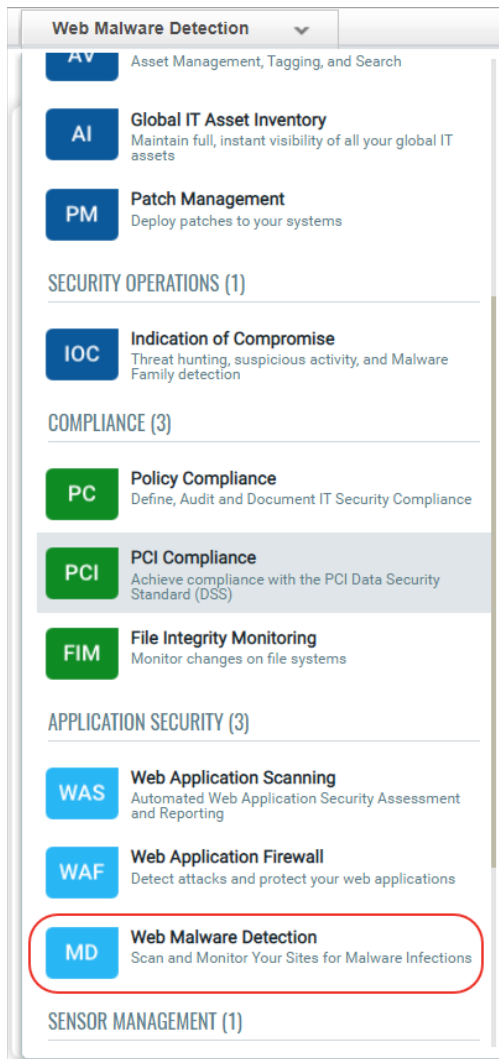 Web Malware Detection
AV
Asset Management, Tagging, and Search
AI
Global IT Asset Inventory
Maintain full, instant visibility of all your global IT
assets
PM
Patch Management
Deploy patches to your systems
SECURITY OPERATIONS (1)
IOC
Indication of Compromise
Threat hunting, suspicious activity, and Malware
Family detection
COMPLIANCE (3)
PC
Policy Compliance
Define, Audit and Document IT Security Compliance
PCI
PCI Compliance
Achieve compliance with the PCI Data Security
Standard (DSS)
FIM
File Integrity Monitoring
Monitor changes on file systems
APPLICATION SECURITY (3)
WAS
Web Application Scanning
Automated Web Application Security Assessment
and Reporting
WAF
Web Application Firewall
Detect attacks and protect your web applications
MD
Web Malware Detection
Scan and Monitor Your Sites for Malware Infections
SENSOR MANAGEMENT (1)